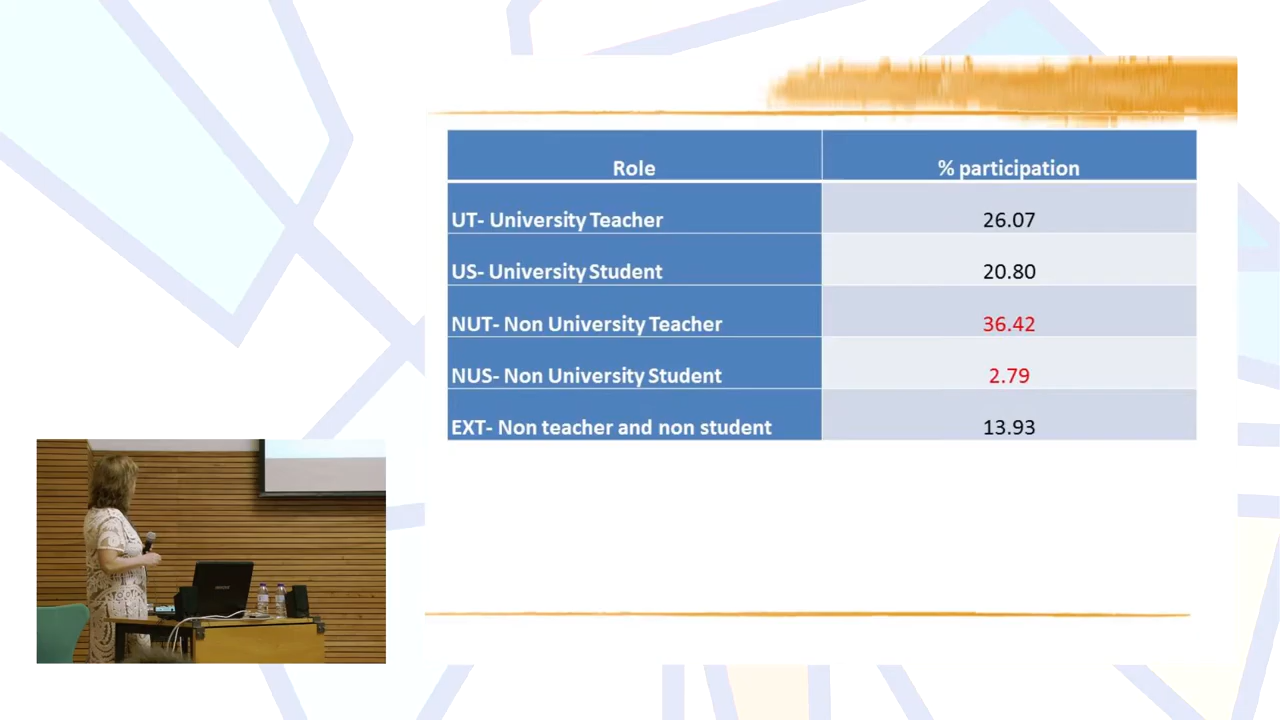 Role % participation
UT- University Teacher 26.07
US- University Student 20.80
NUT- Non University Teacher 36.42
NUS- Non University Student 2.79
EXT- Non teacher and non student 13.93